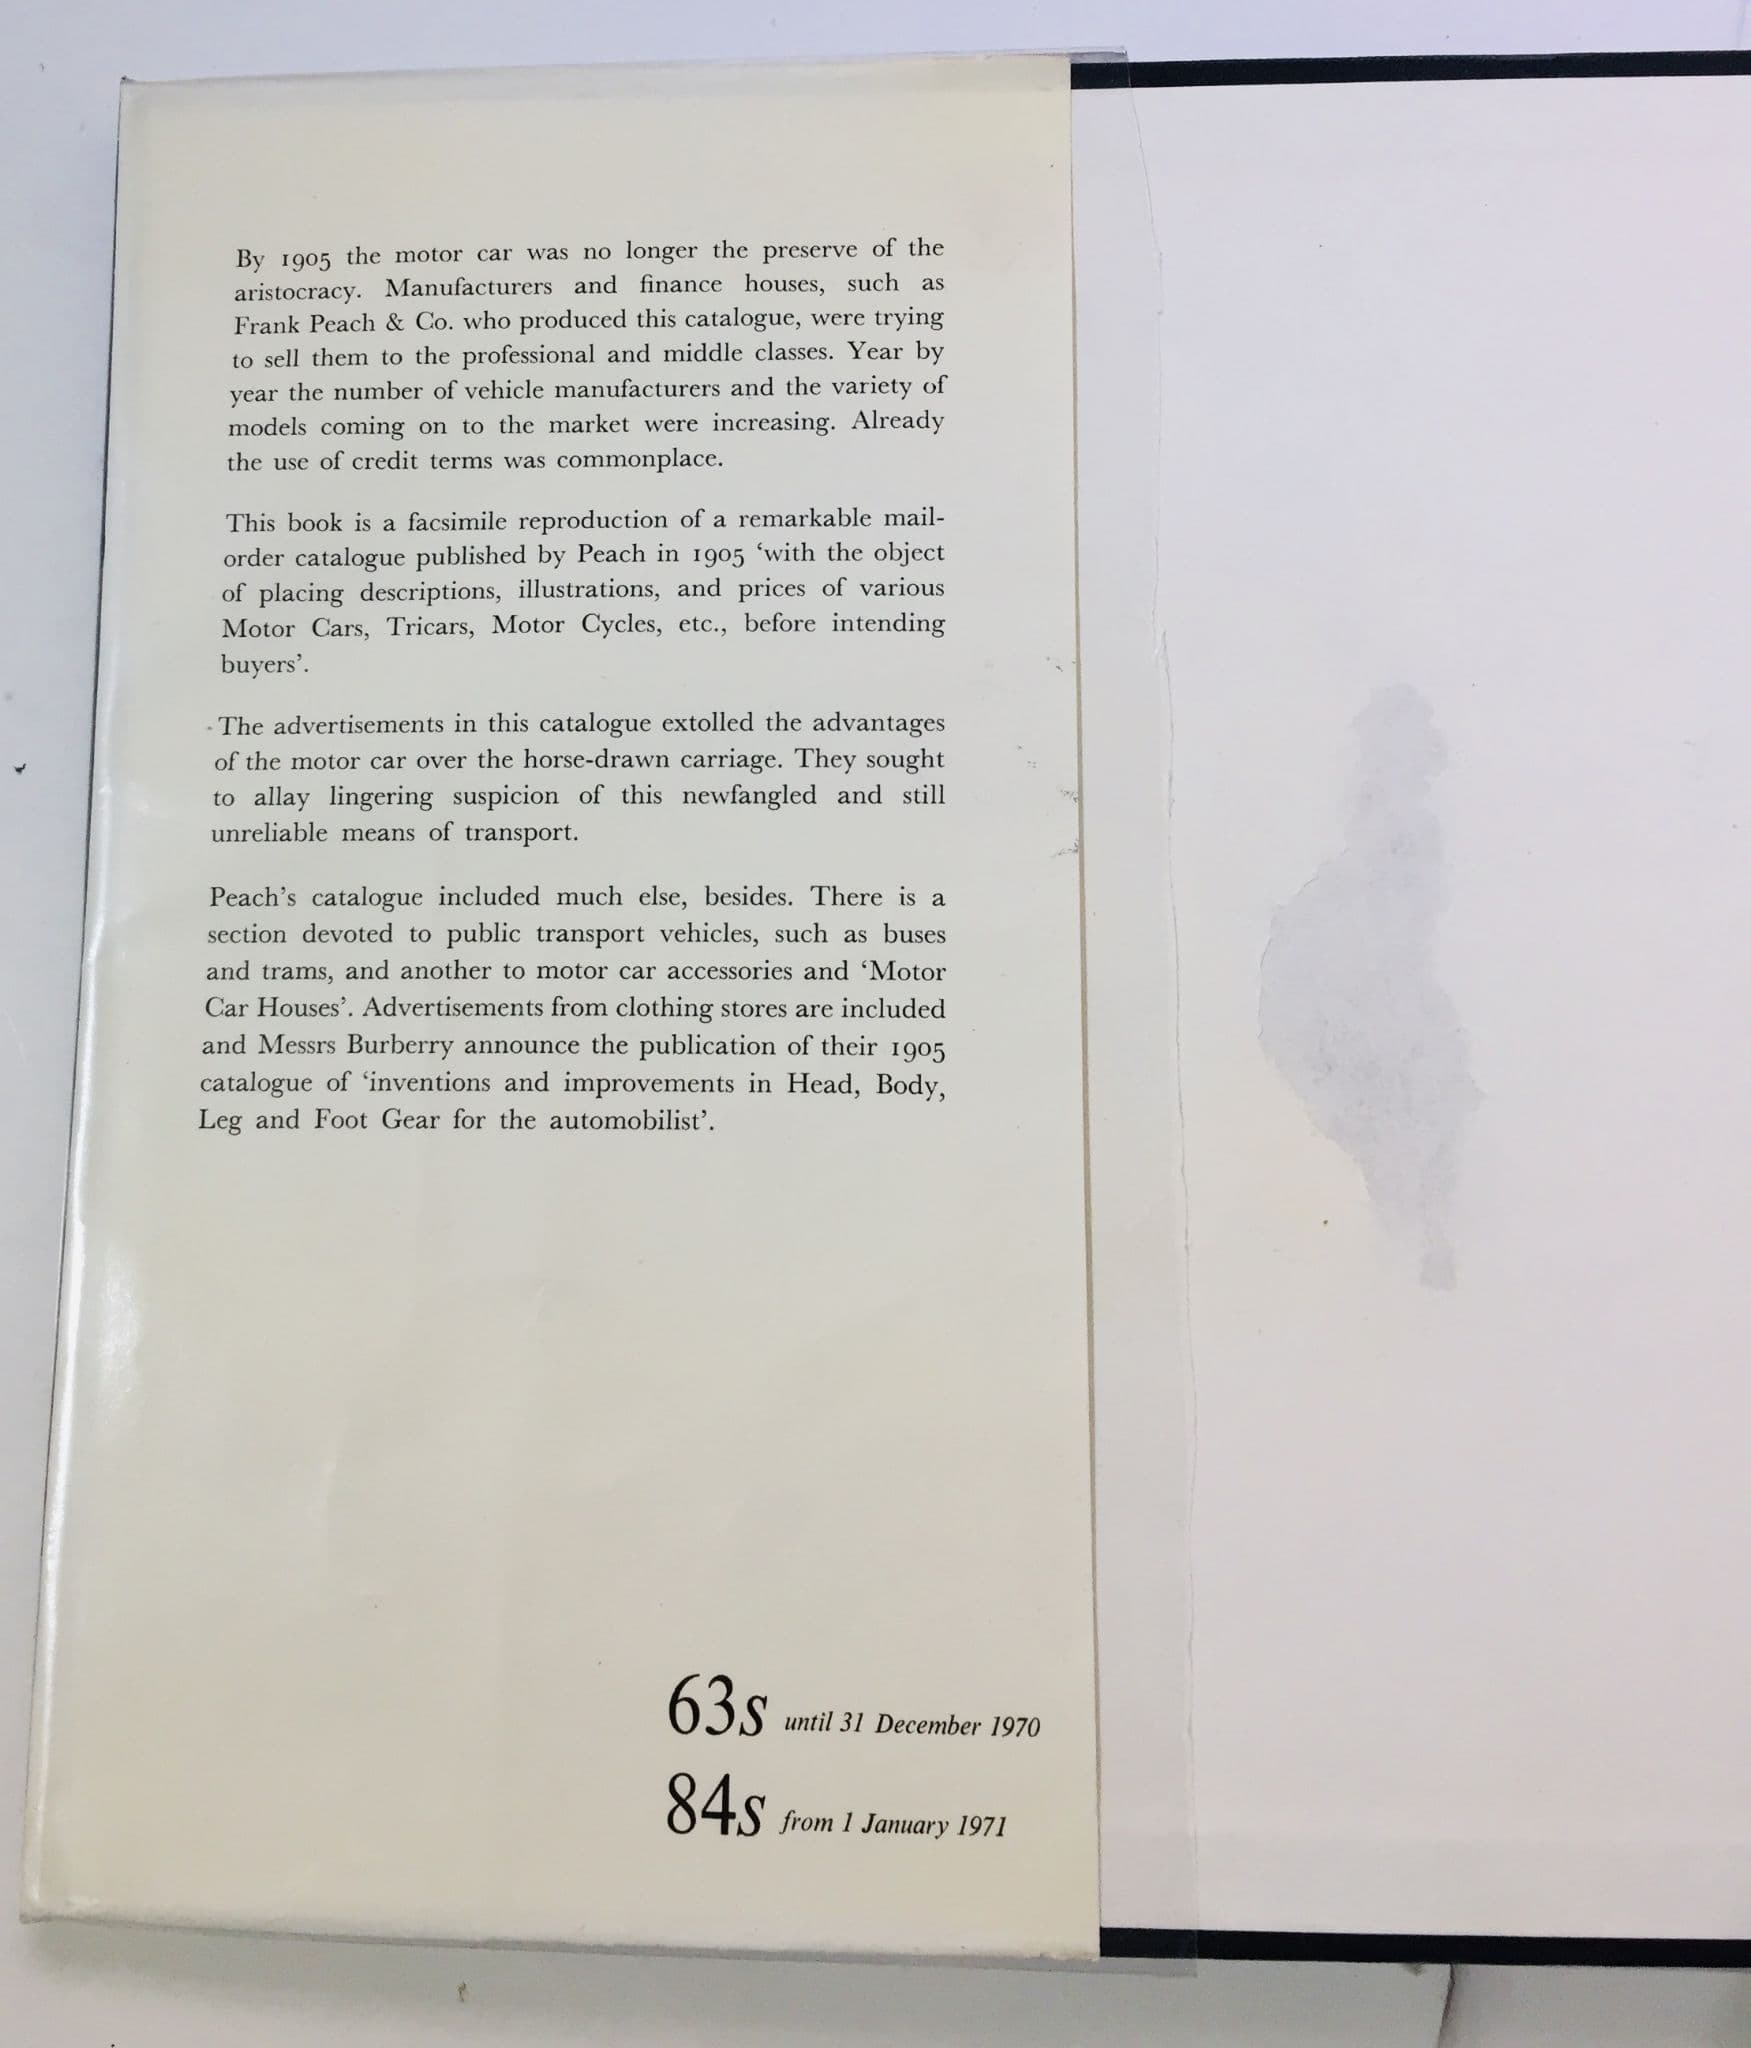 By 1905 the motor car was no longer the preserve of the
aristocracy. Manufacturers and finance houses, such as
Frank Peach & Co. who produced this catalogue, were trying
to sell them to the professional and middle classes. Year by
year the number of vehicle manufacturers and the variety of
models coming on to the market were increasing. Already
the use of credit terms was commonplace.
This book is a facsimile reproduction of a remarkable mail-
order catalogue published by Peach in 1905 ‘with the object
of placing descriptions, illustrations, and prices of various
Motor Cars, Tricars, Motor Cycles, etc., before intending
buyers’.
The advertisements in this catalogue extolled the advantages
of the motor car over the horse-drawn carriage. They sought
to allay lingering suspicion of this newfangled and still
unreliable means of transport.
Peach’s catalogue included much else, besides. There is a
section devoted to public transport vehicles, such as buses
and trams, and another to motor car accessories and ‘Motor
Car Houses’. Advertisements from clothing stores are included
and Messrs Burberry announce the publication of their 1905
catalogue of ‘inventions and improvements in Head, Body,
Leg and Foot Gear for the automobilist’.
63s until 31 December 1970
84s from 1 January 1971